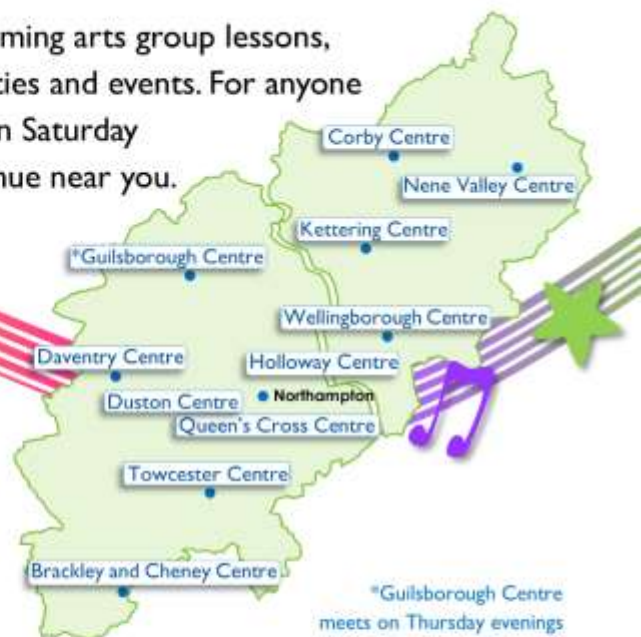 ming arts group lessons,
ties and events. For anyone
n Saturday
nue near you.
Corby Centre
Nene Valley Centre
Kettering Centre
*Guilsborough Centre
Wellingborough Centre
Daventry Centre
Holloway Centre
Duston Centre
Northampton
Queen's Cross Centre
Towcester Centre
Brackley and Cheney Centre
*Guilsborough Centre
meets on Thursday evenings